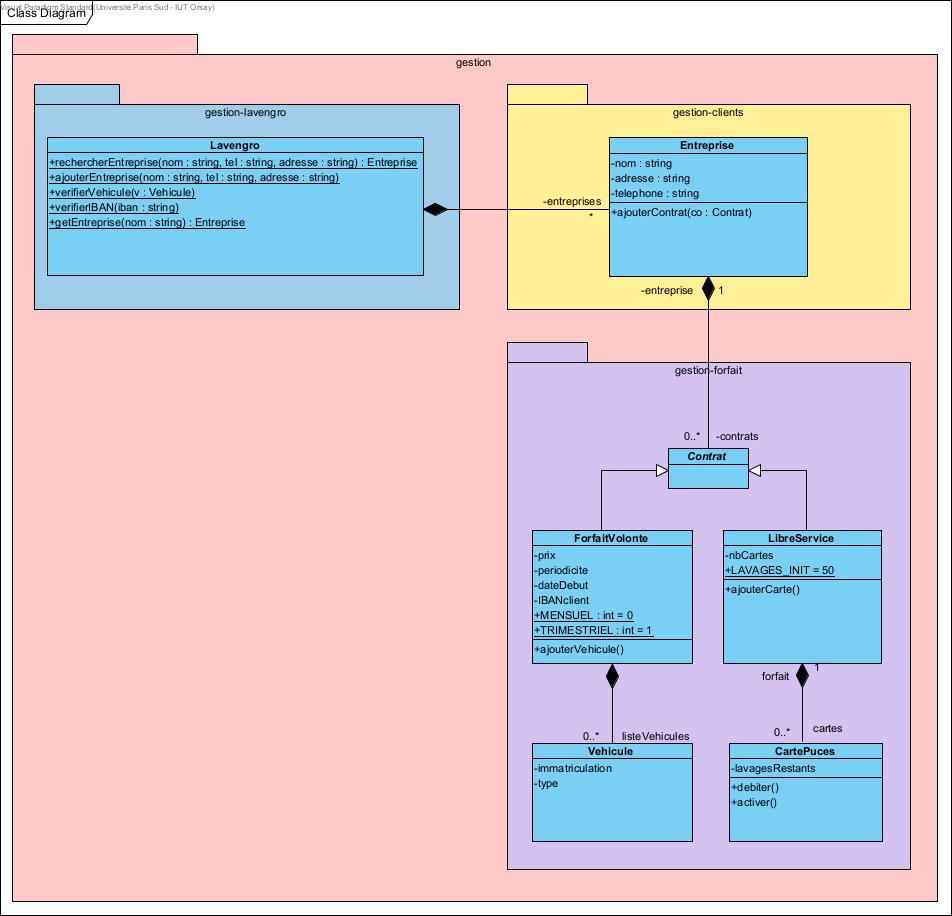 Visual Paradigm Standard(Université Paris Sud - IUT Orsay)
Class Diagram
gestion
gestion-lavengro
Lavengro
+rechercherEntreprise(nom : string, tel : string, adresse : string) : Entreprise
+ajouterEntreprise(nom : string, tel : string, adresse : string)
+verifierVehicule(v : Vehicule)
+verifierIBAN(iban : string)
+getEntreprise(nom : string) : Entreprise
gestion-clients
-entreprises
*
Entreprise
-nom : string
-adresse : string
-telephone : string
+ajouterContrat(co : Contrat)
-entreprise 1
gestion-forfait
0..* -contrats
Contrat
ForfaitVolonte
-prix
-periodicite
-dateDebut
-IBANclient
+MENSUEL : int = 0
+TRIMESTRIEL : int = 1
+ajouterVehicule()
LibreService
-nbCartes
+LAVAGES_INIT = 50
+ajouterCarte()
0..* listeVehicules
Vehicule
-immatriculation
-type
1
forfait
0..* cartes
CartePuces
-lavagesRestants
+debiter()
+activer()